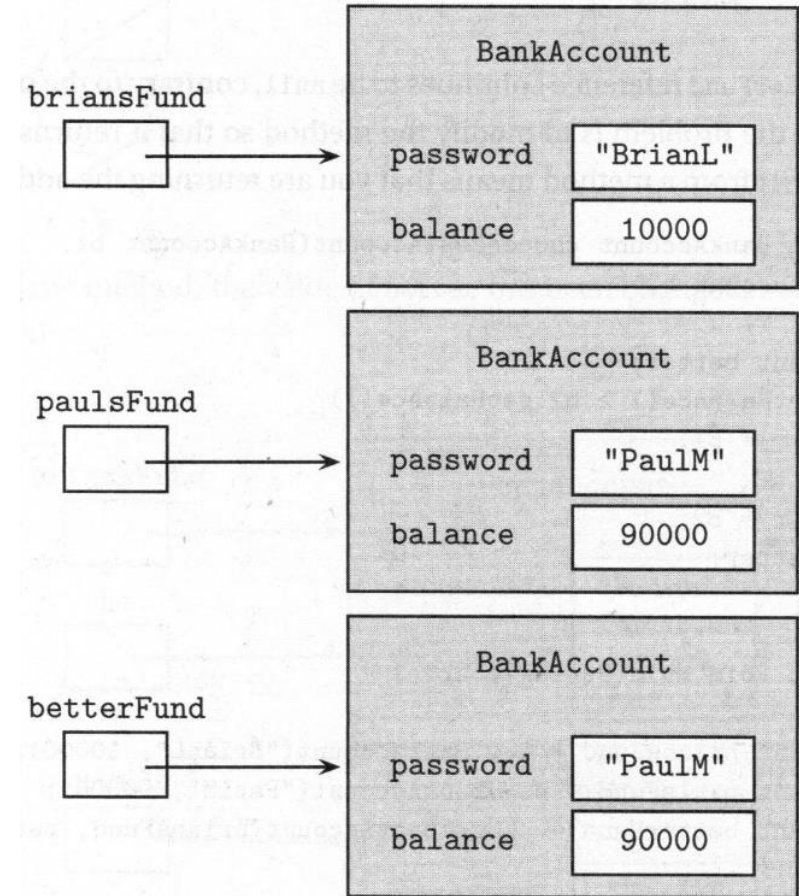 BankAccount
briansFund
password "BrianL"
balance 10000
BankAccount
paulsFund
password "PaulM"
balance 90000
BankAccount
betterFund
password "PaulM"
balance 90000